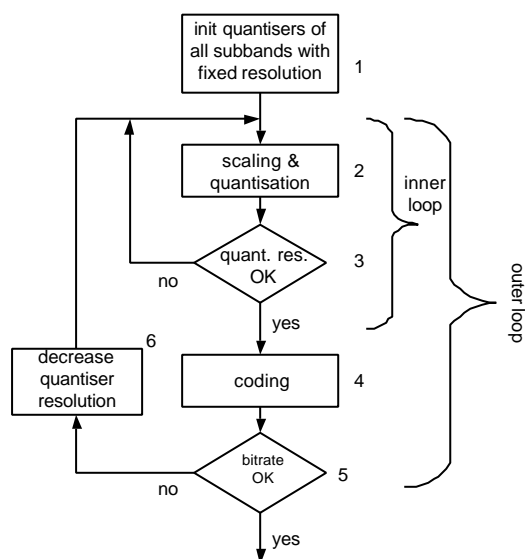 init quantisers of
all subbands with
fixed resolution
1
scaling &
quantisation
2
inner
loop
quant. res.
OK
3
no
yes
outer loop
6
decrease
quantiser
resolution
coding
4
bitrate
OK
5
no
yes